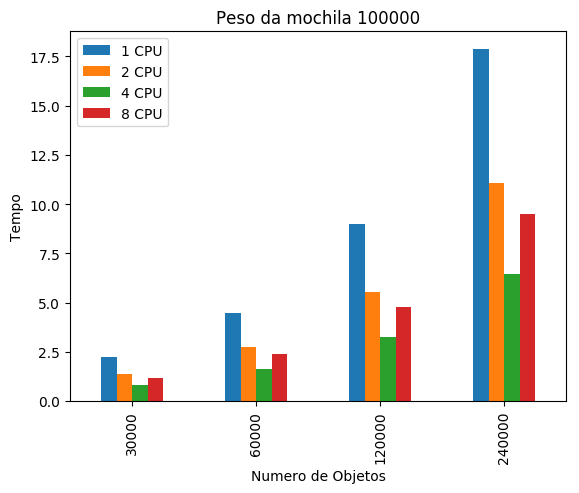 Peso da mochila 100000
1 CPU
2 CPU
4 CPU
8 CPU
Tempo
17.5
15.0
12.5
10.0
7.5
5.0
2.5
0.0
30000
60000
120000
240000
Numero de Objetos